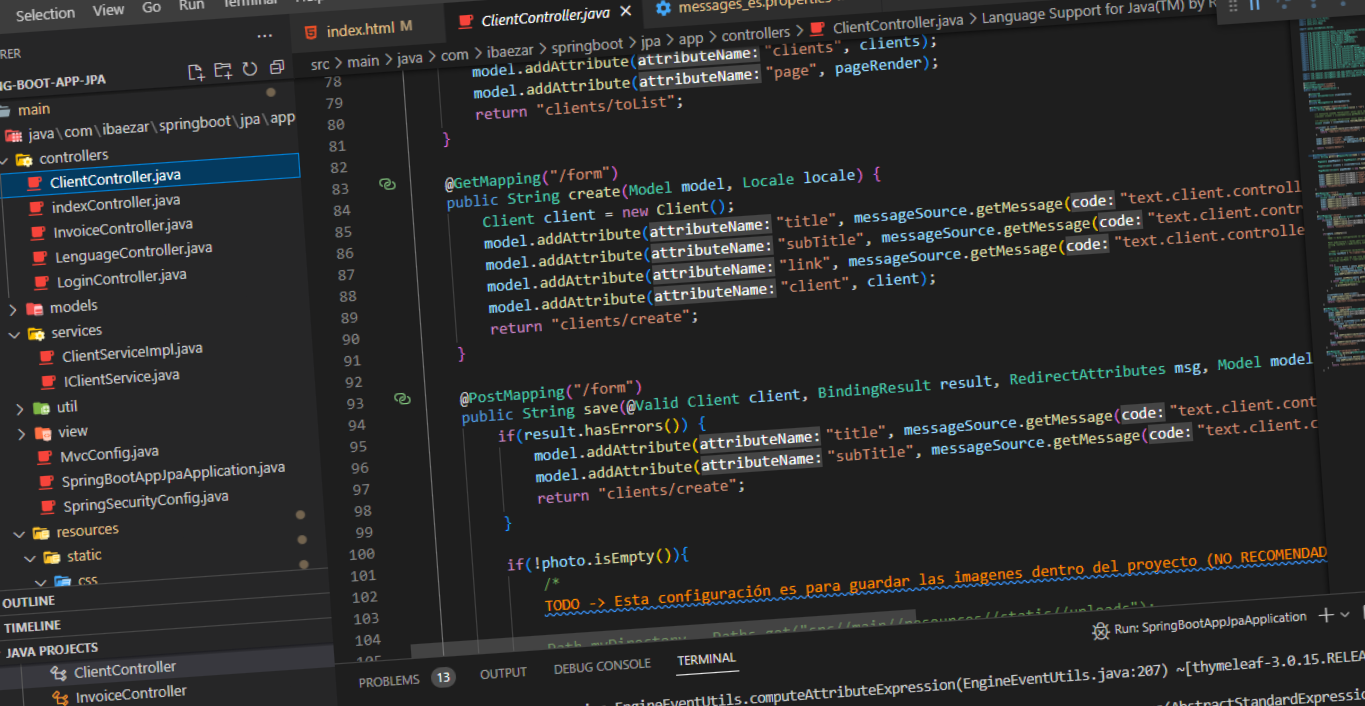 Selection View Go Run Terminal
NG-BOOT-APP-JPA
main
java\com\ibaezar\springboot\jpa\app
controllers
ClientController.java
indexController.java
InvoiceController.java
LenguageController.java
LoginController.java
models
services
ClientServiceImpl.java
IClientService.java
util
view
MvcConfig.java
SpringBootAppJpaApplication.java
SpringSecurityConfig.java
resources
static
css
OUTLINE
TIMELINE
JAVA PROJECTS
ClientController
InvoiceController
index.html M
ClientController.java
messages_es.properties
src > main > java > com > ibaezar > springboot > jpa > app > controllers > ClientController.java > Language Support for Java(TM) by R
78 model.addAttribute(attributeName: "clients", clients);
79 model.addAttribute(attributeName: "page", pageRender);
80 return "clients/toList";
81 }
82
83 @GetMapping("/form")
84 public String create(Model model, Locale locale) {
85 Client client = new Client();
86 model.addAttribute(attributeName: "title", messageSource.getMessage(code: "text.client.controll
87 model.addAttribute(attributeName: "subTitle", messageSource.getMessage(code: "text.client.contr
88 model.addAttribute(attributeName: "link", messageSource.getMessage(code: "text.client.controlle
89 model.addAttribute(attributeName: "client", client);
90 return "clients/create";
91 }
92
93 @PostMapping("/form")
94 public String save(@Valid Client client, BindingResult result, RedirectAttributes msg, Model model
95 if(result.hasErrors()) {
96 model.addAttribute(attributeName: "title", messageSource.getMessage(code: "text.client.cont
97 model.addAttribute(attributeName: "subTitle", messageSource.getMessage(code: "text.client.c
98 return "clients/create";
99 }
100
101 if(!photo.isEmpty()){
102 /*
103 TODO -> Esta configuración es para guardar las imagenes dentro del proyecto (NO RECOMENDAD
104
105 Path myDirectory = Paths.get("src//main//resources//static//uploads");
PROBLEMS 13 OUTPUT DEBUG CONSOLE TERMINAL
Run: SpringBootAppJpaApplication
EngineEventUtils.computeAttributeExpression(EngineEventUtils.java:207) ~[thymeleaf-3.0.15.RELEA
(AbstractStandardExpressio